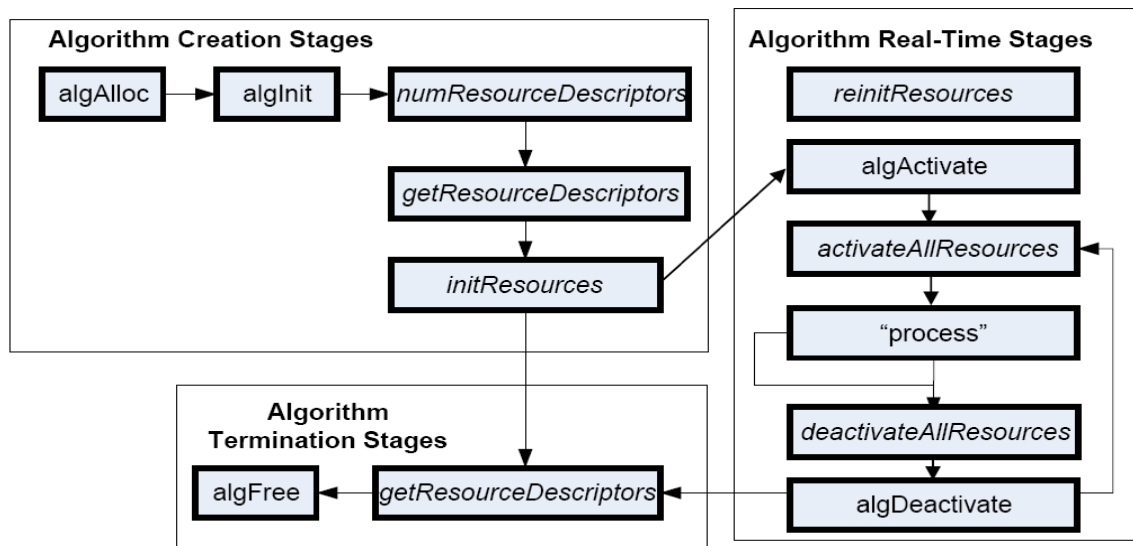 Algorithm Creation Stages
algAlloc
algInit
numResourceDescriptors
getResourceDescriptors
initResources
Algorithm Real-Time Stages
reinitResources
algActivate
activateAllResources
“process”
deactivateAllResources
algDeactivate
Algorithm
Termination Stages
algFree
getResourceDescriptors